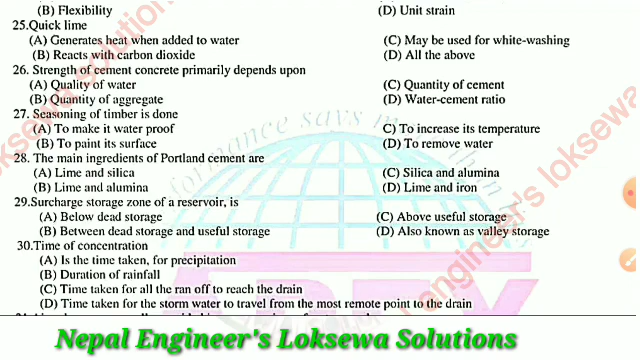 (B) Flexibility (D) Unit strain
25.Quick lime
(A) Generates heat when added to water (C) May be used for white-washing
(B) Reacts with carbon dioxide (D) All the above
26. Strength of cement concrete primarily depends upon
(A) Quality of water (C) Quantity of cement
(B) Quantity of aggregate (D) Water-cement ratio
27. Seasoning of timber is done
(A) To make it water proof C) To increase its temperature
(B) To paint its surface (D) To remove water
28. The main ingredients of Portland cement are
(A) Lime and silica (C) Silica and alumina
(B) Lime and alumina (D) Lime and iron
29.Surcharge storage zone of a reservoir, is
(A) Below dead storage (C) Above useful storage
(B) Between dead storage and useful storage (D) Also known as valley storage
30.Time of concentration
(A) Is the time taken, for precipitation
(B) Duration of rainfall
(C) Time taken for all the ran off to reach the drain
(D) Time taken for the storm water to travel from the most remote point to the drain
Nepal Engineer's Loksewa Solutions